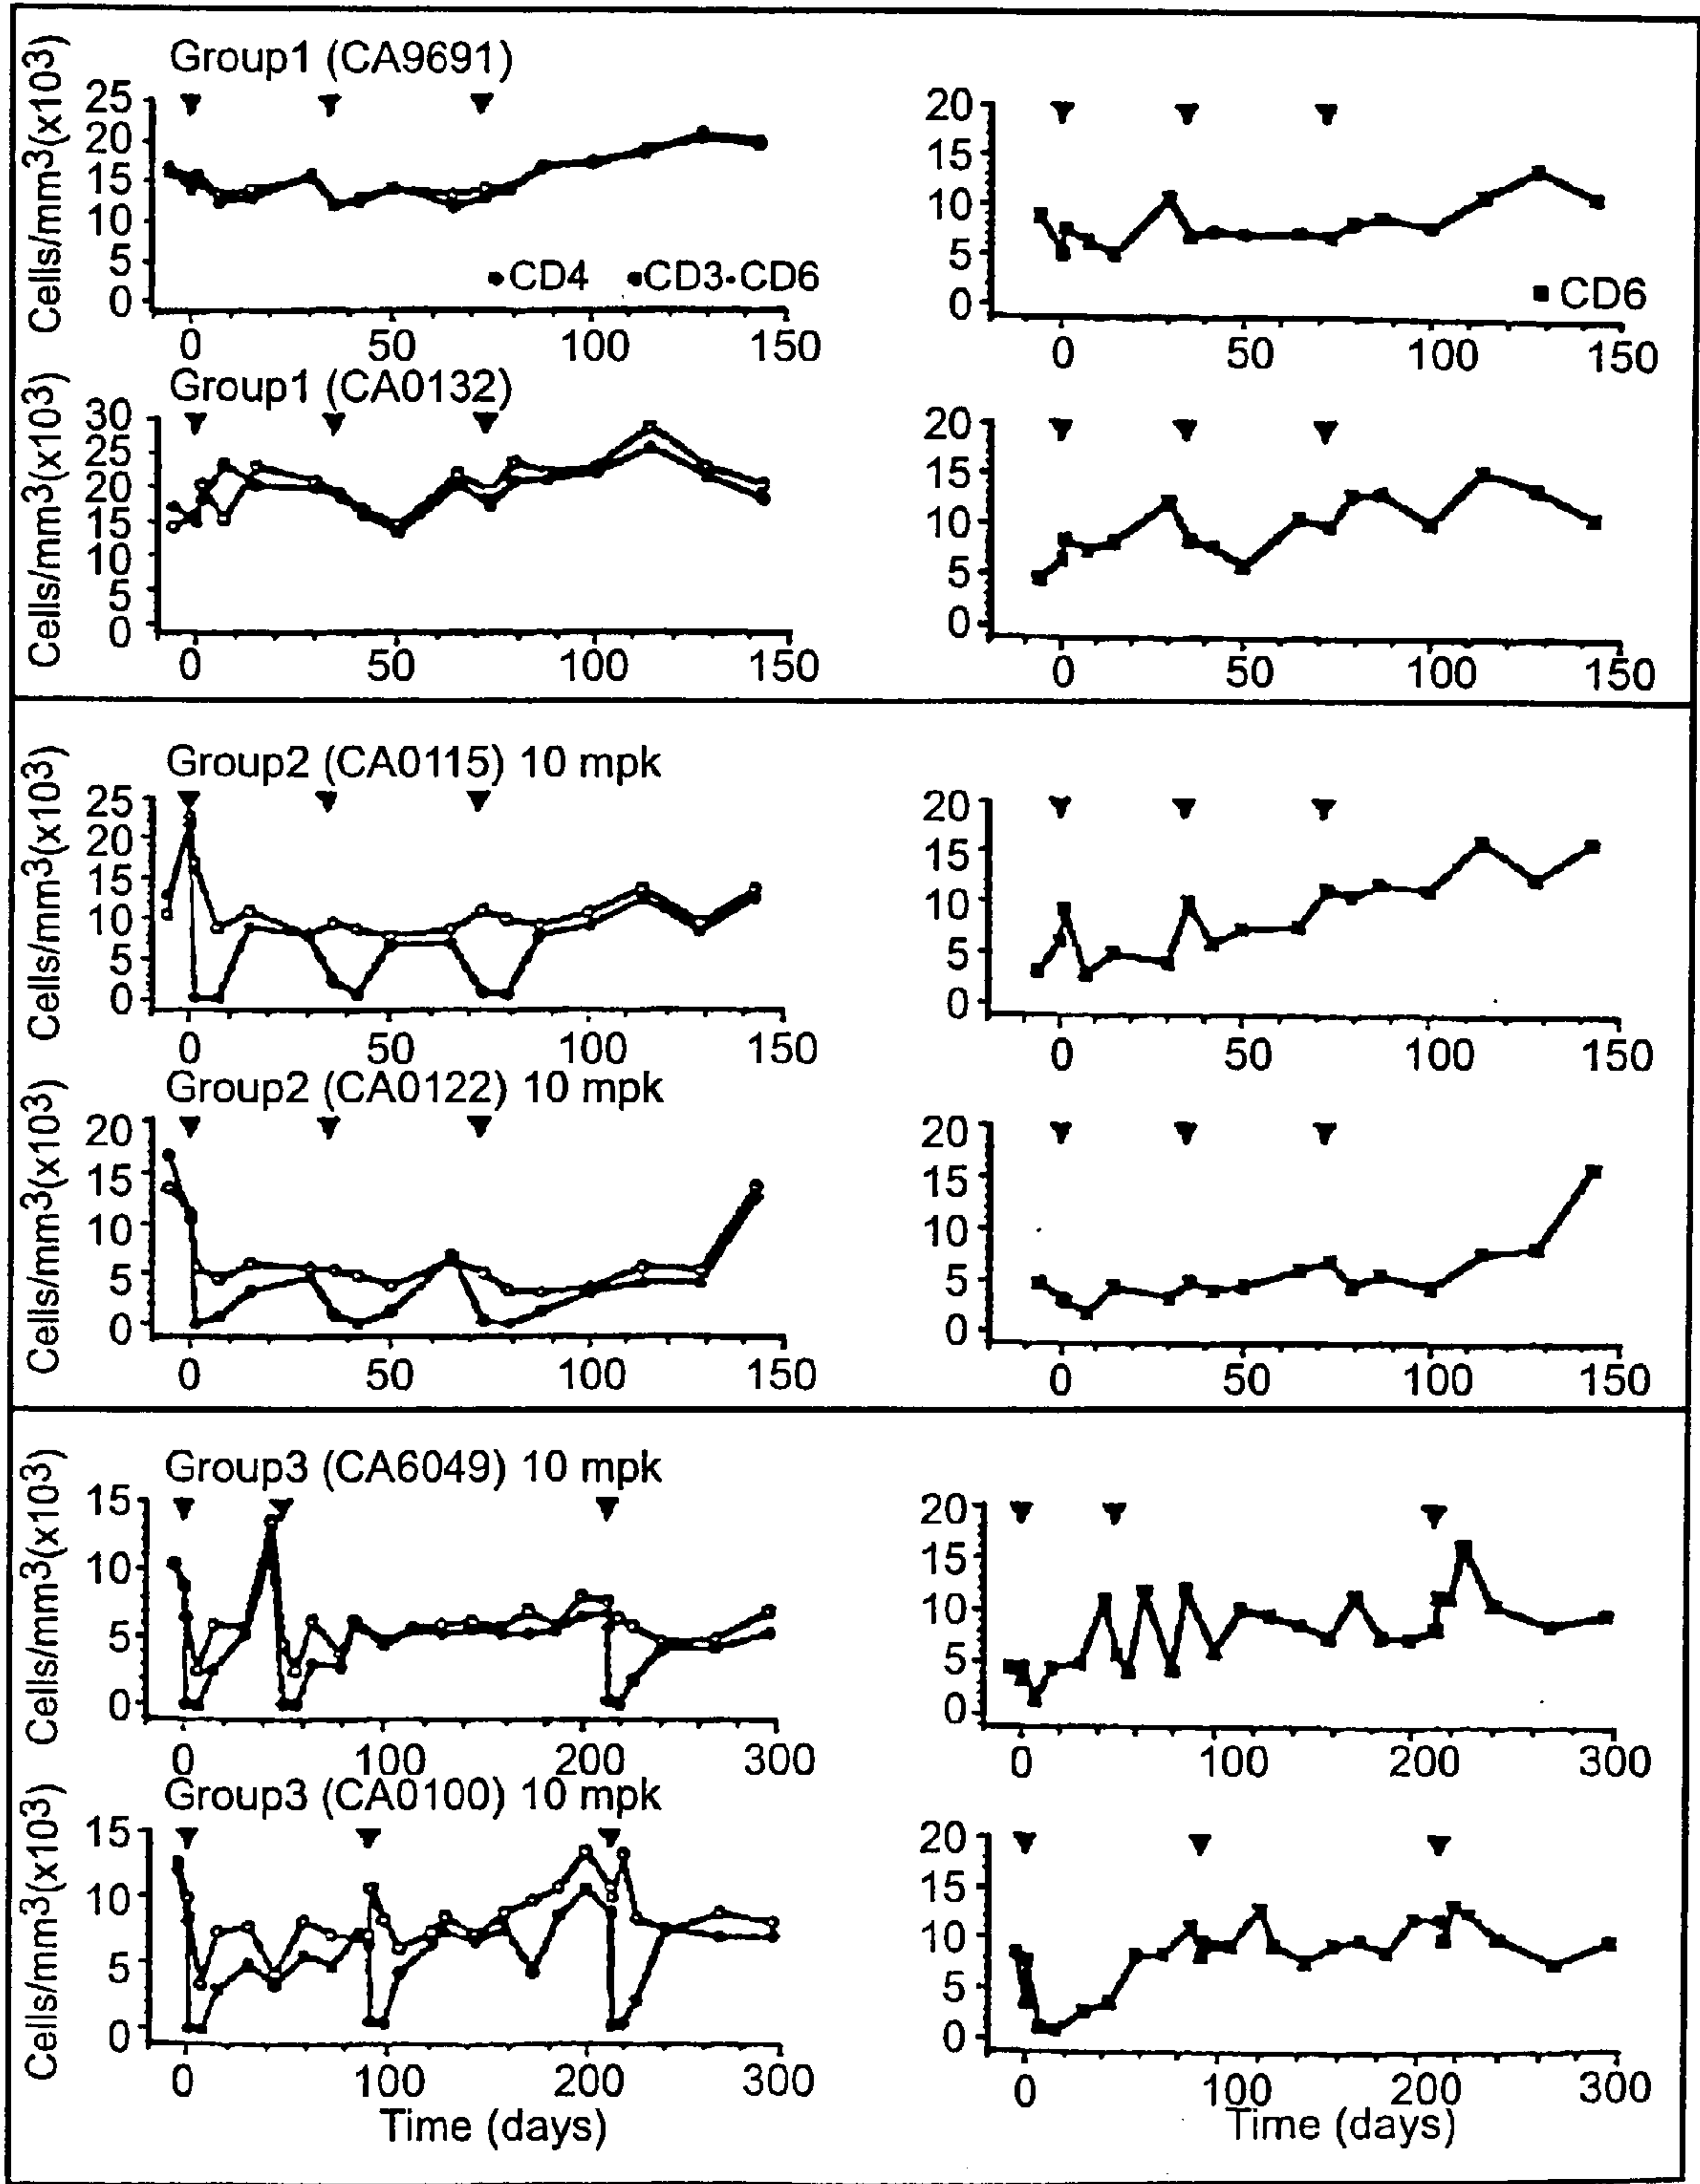 Group1 (CA9691)
Cells/mm3(x103)
25
20
15
10
5
0
CD4 CD3-CD6
0 50 100 150
20
15
10
5
0
CD6
0 50 100 150
Group1 (CA0132)
Cells/mm3(x103)
30
25
20
15
10
5
0
0 50 100 150
20
15
10
5
0
0 50 100 150
Group2 (CA0115) 10 mpk
Cells/mm3(x103)
25
20
15
10
5
0
0 50 100 150
20
15
10
5
0
0 50 100 150
Group2 (CA0122) 10 mpk
Cells/mm3(x103)
20
15
10
5
0
0 50 100 150
20
15
10
5
0
0 50 100 150
Group3 (CA6049) 10 mpk
Cells/mm3(x103)
15
10
5
0
0 100 200 300
20
15
10
5
0
0 100 200 300
Group3 (CA0100) 10 mpk
Cells/mm3(x103)
15
10
5
0
0 100 200 300
Time (days)
20
15
10
5
0
0 100 200 300
Time (days)